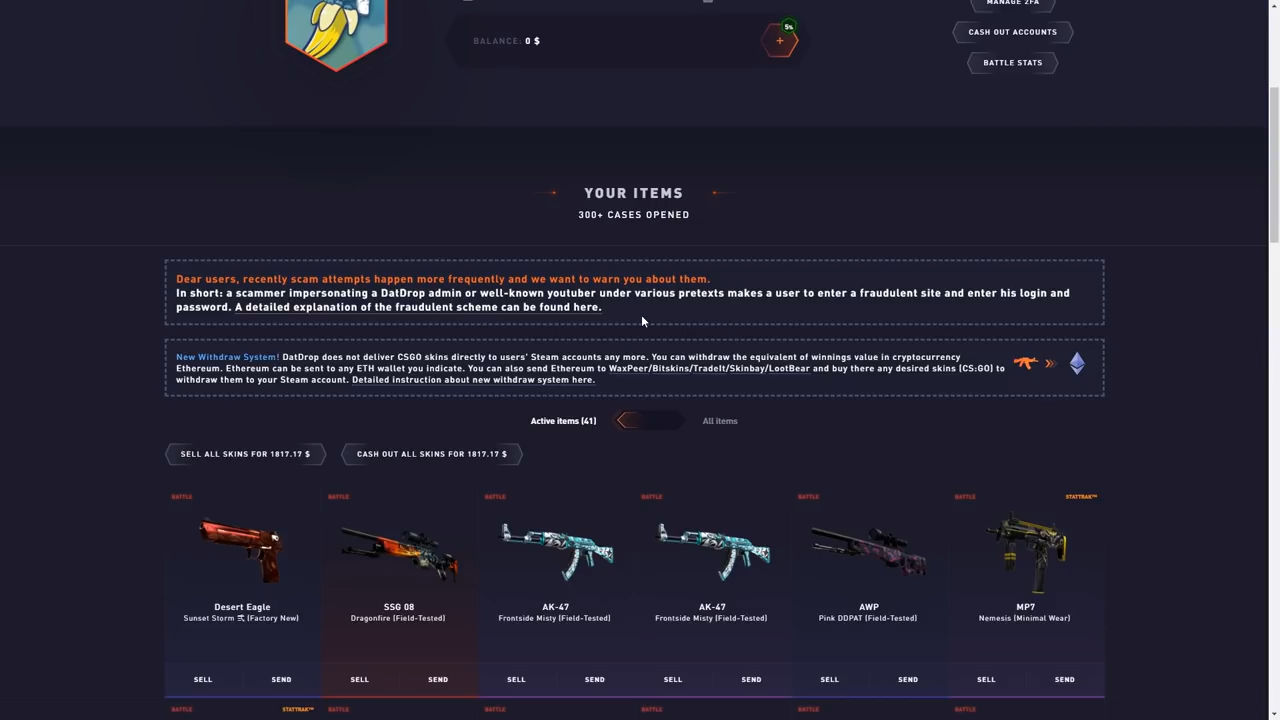 MANAGE 2FA
5%
BALANCE: 0 $
+
CASH OUT ACCOUNTS
BATTLE STATS
YOUR ITEMS
300+ CASES OPENED
Dear users, recently scam attempts happen more frequently and we want to warn you about them.
In short: a scammer impersonating a DatDrop admin or well-known youtuber under various pretexts makes a user to enter a fraudulent site and enter his login and
password. A detailed explanation of the fraudulent scheme can be found here.
New Withdraw System! DatDrop does not deliver CSGO skins directly to users' Steam accounts any more. You can withdraw the equivalent of winnings value in cryptocurrency
Ethereum. Ethereum can be sent to any ETH wallet you indicate. You can also send Ethereum to WaxPeer/Bitskins/TradeIt/Skinbay/LootBear and buy there any desired skins (CS:GO) to
withdraw them to your Steam account. Detailed instruction about new withdraw system here.
Active items (41) All items
SELL ALL SKINS FOR 1817.17 $ CASH OUT ALL SKINS FOR 1817.17 $
BATTLE BATTLE BATTLE BATTLE BATTLE BATTLE STATTRAK™
Desert Eagle SSG 08 AK-47 AK-47 AWP MP7
Sunset Storm 弐 (Factory New) Dragonfire (Field-Tested) Frontside Misty (Field-Tested) Frontside Misty (Field-Tested) Pink DDPAT (Field-Tested) Nemesis (Minimal Wear)
SELL SEND SELL SEND SELL SEND SELL SEND SELL SEND SELL SEND
BATTLE STATTRAK™ BATTLE BATTLE BATTLE BATTLE BATTLE